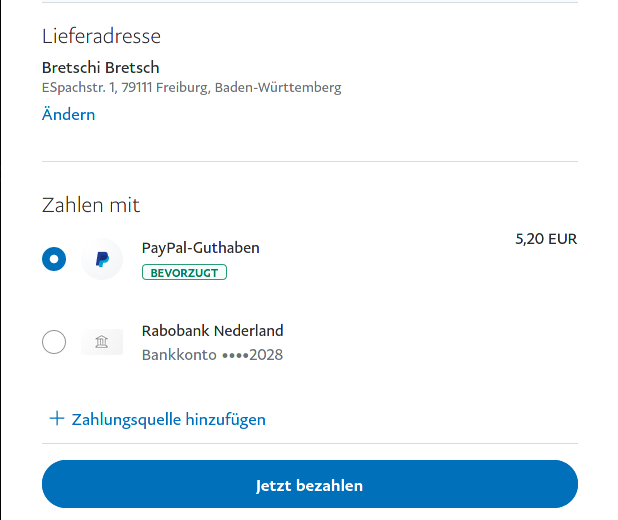 Lieferadresse
Bretschi Bretsch
ESpachstr. 1, 79111 Freiburg, Baden-Württemberg
Ändern
Zahlen mit
PayPal-Guthaben
5,20 EUR
BEVORZUGT
Rabobank Nederland
Bankkonto ••••2028
+ Zahlungsquelle hinzufügen
Jetzt bezahlen